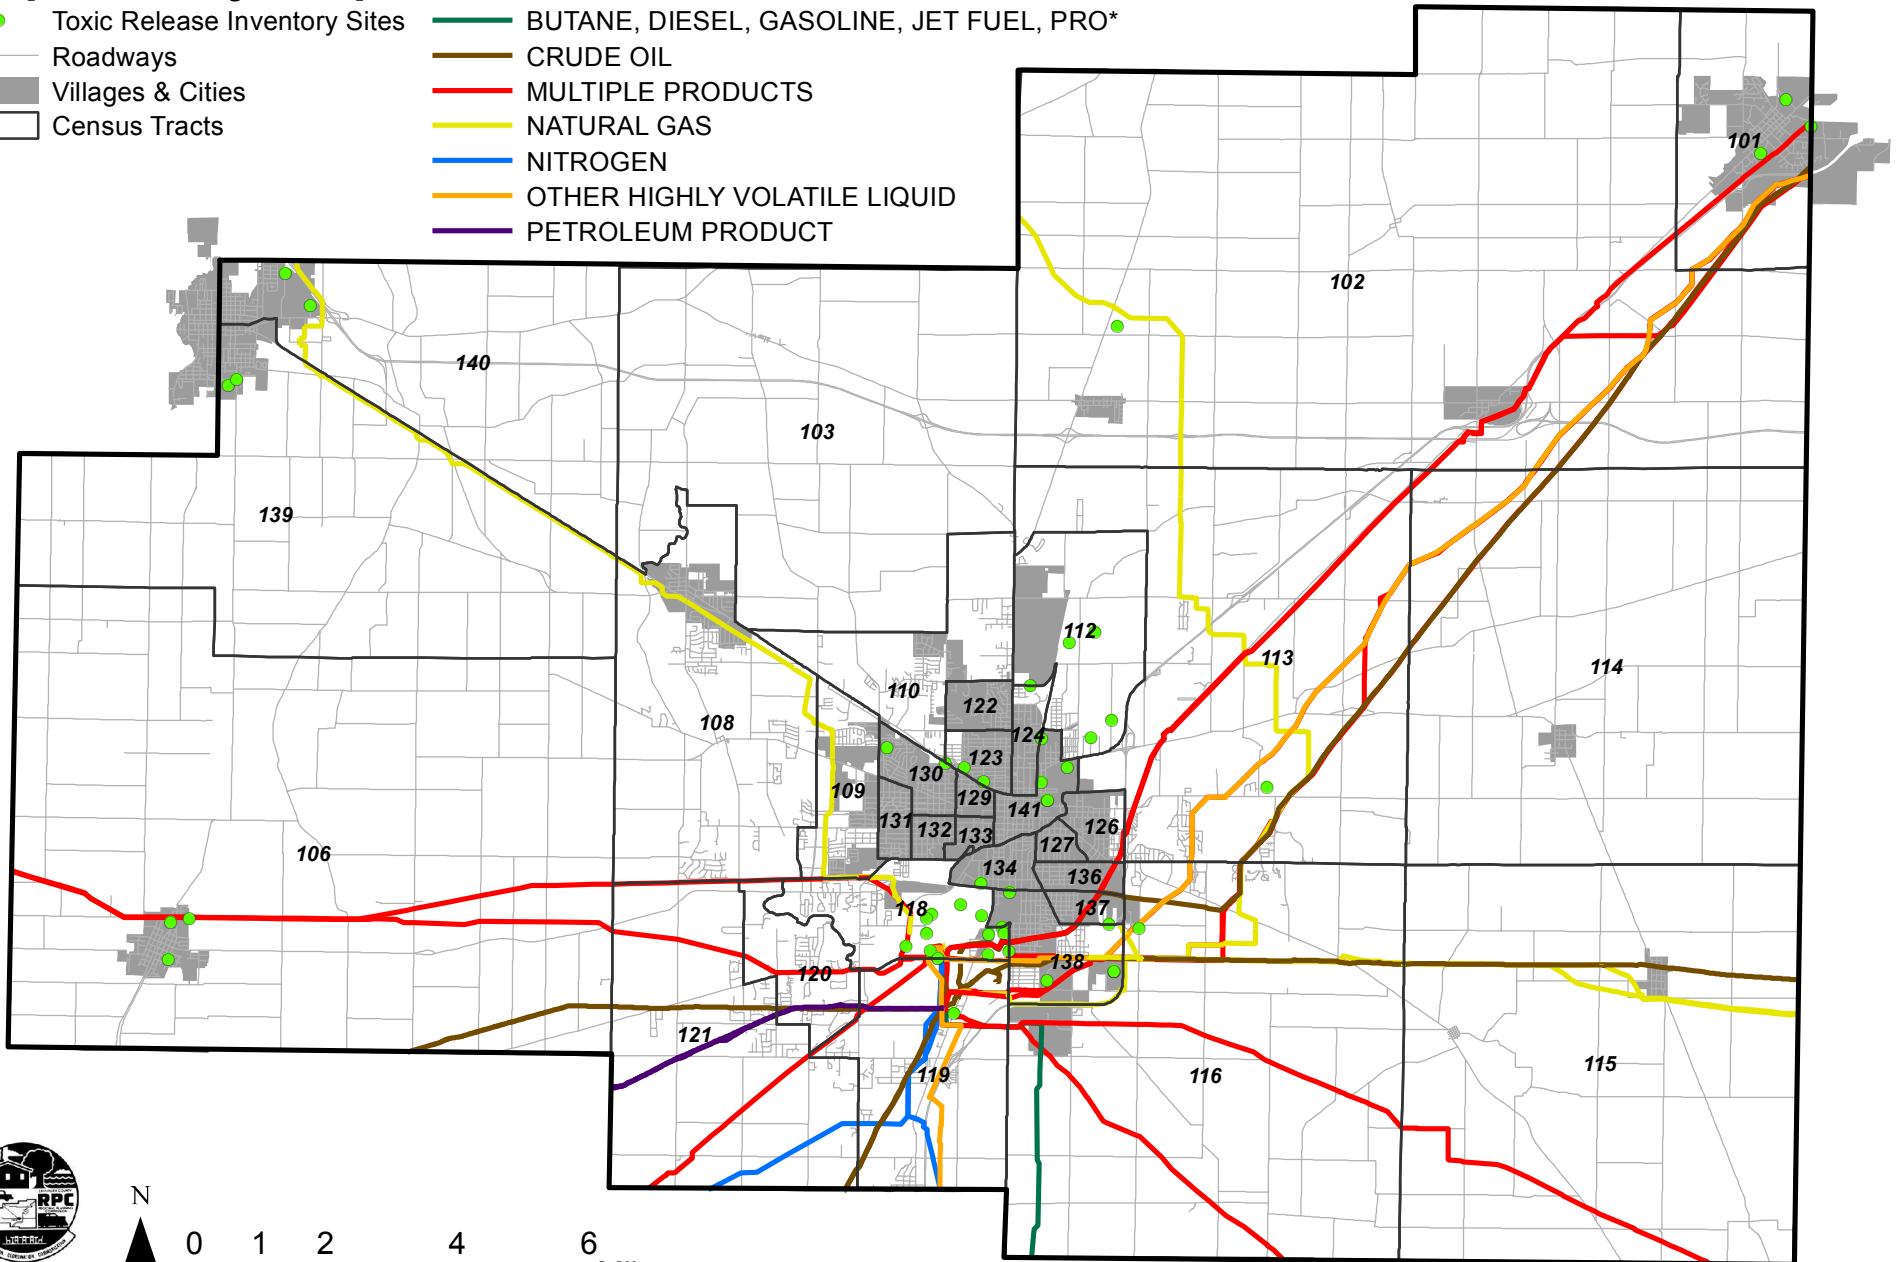 Toxic Release Inventory Sites
Roadways
Villages & Cities
Census Tracts
BUTANE, DIESEL, GASOLINE, JET FUEL, PRO*
CRUDE OIL
MULTIPLE PRODUCTS
NATURAL GAS
NITROGEN
OTHER HIGHLY VOLATILE LIQUID
PETROLEUM PRODUCT
101
102
140
103
139
112
113
114
110
122
108
124
123
130
109
129
141
131
132
133
126
127
106
134
136
118
137
138
120
121
119
116
115
RPC
N
0 1 2 4 6